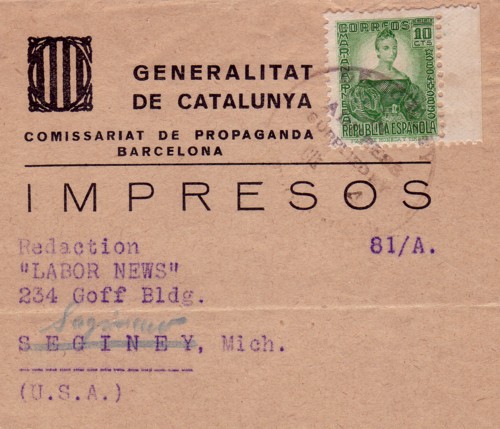 GENERALITAT
DE CATALUNYA
COMISSARIAT DE PROPAGANDA
BARCELONA
CORREOS
10
CTS
REPUBLICA ESPAÑOLA
IMPRESOS
Redaction 81/A.
"LABOR NEWS"
234 Goff Bldg.
Saginaw
SEGINEY, Mich.
(U.S.A.)